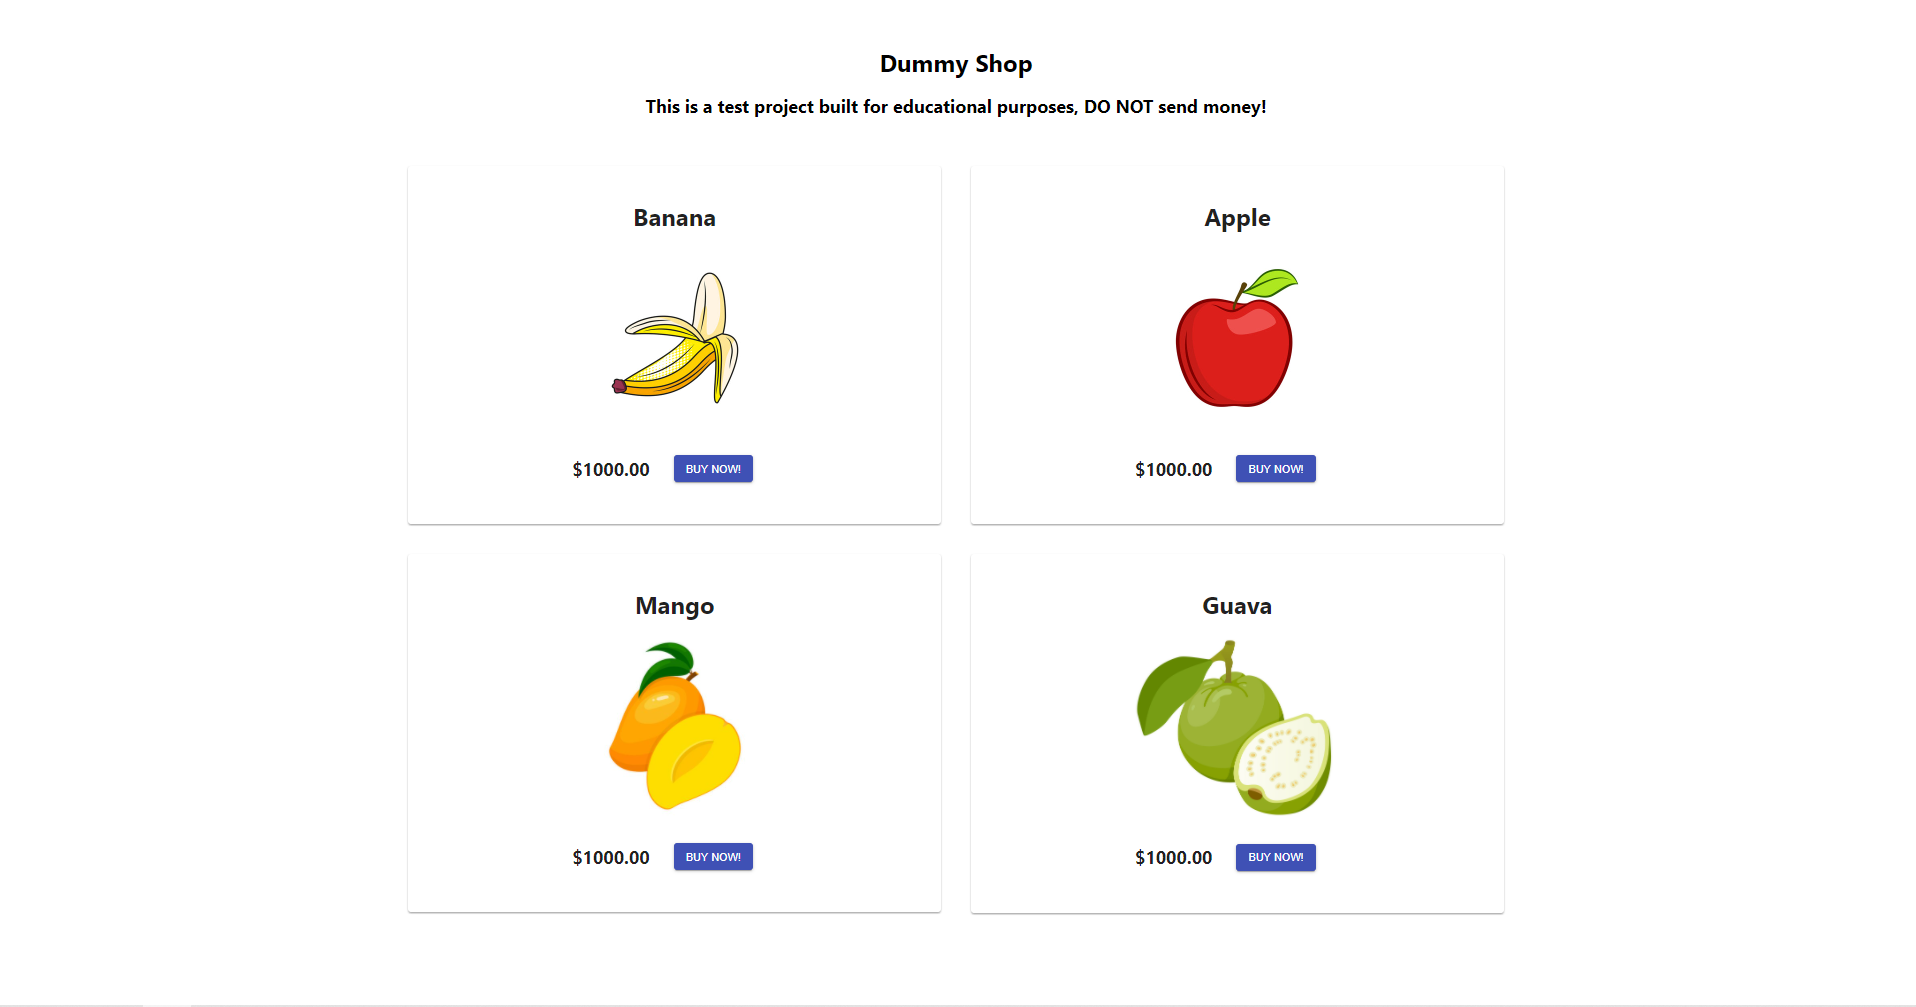 Dummy Shop
This is a test project built for educational purposes, DO NOT send money!
Banana
$1000.00 BUY NOW!
Apple
$1000.00 BUY NOW!
Mango
$1000.00 BUY NOW!
Guava
$1000.00 BUY NOW!